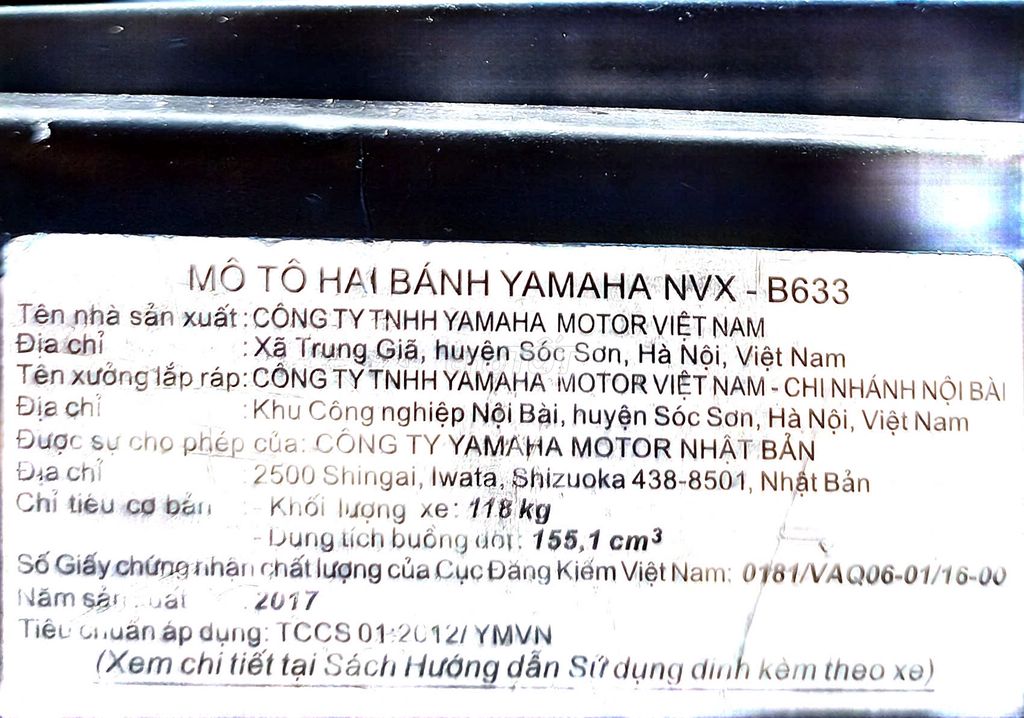 MÔ TÔ HAI BÁNH YAMAHA NVX - B633
Tên nhà sản xuất : CÔNG TY TNHH YAMAHA MOTOR VIỆT NAM
Địa chỉ : Xã Trung Giã, huyện Sóc Sơn, Hà Nội, Việt Nam
Tên xưởng lắp ráp: CÔNG TY TNHH YAMAHA MOTOR VIỆT NAM - CHI NHÁNH NỘI BÀI
Địa chỉ : Khu Công nghiệp Nội Bài, huyện Sóc Sơn, Hà Nội, Việt Nam
Được sự cho phép của: CÔNG TY YAMAHA MOTOR NHẬT BẢN
Địa chỉ : 2500 Shingai, Iwata, Shizuoka 438-8501, Nhật Bản
Chỉ tiêu cơ bản : - Khối lượng xe: 118 kg
- Dung tích buồng đốt: 155,1 cm³
Số Giấy chứng nhận chất lượng của Cục Đăng Kiểm Việt Nam: 0181/VAQ06-01/16-00
Năm sản xuất : 2017
Tiêu chuẩn áp dụng: TCCS 01:2012/ YMVN
(Xem chi tiết tại Sách Hướng dẫn Sử dụng đính kèm theo xe)